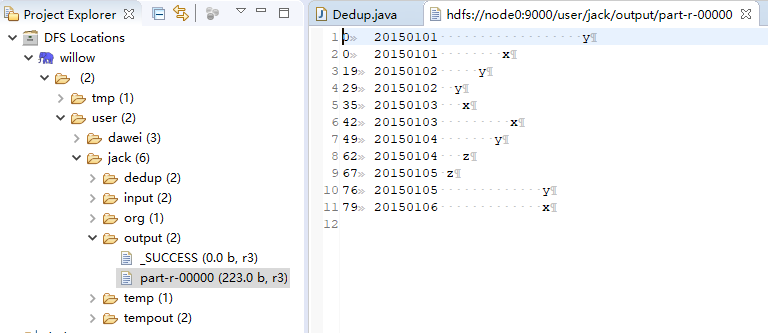 Project Explorer
DFS Locations
willow
(2)
tmp (1)
user (2)
dawei (3)
jack (6)
dedup (2)
input (2)
org (1)
output (2)
_SUCCESS (0.0 b, r3)
part-r-00000 (223.0 b, r3)
temp (1)
tempout (2)
Dedup.java
hdfs://node0:9000/user/jack/output/part-r-00000
1 0» 20150101 y¶
2 0» 20150101 x¶
3 19» 20150102 y¶
4 29» 20150102 y¶
5 35» 20150103 x¶
6 42» 20150103 x¶
7 49» 20150104 y¶
8 62» 20150104 z¶
9 67» 20150105 z¶
10 76» 20150105 y¶
11 79» 20150106 x¶
12